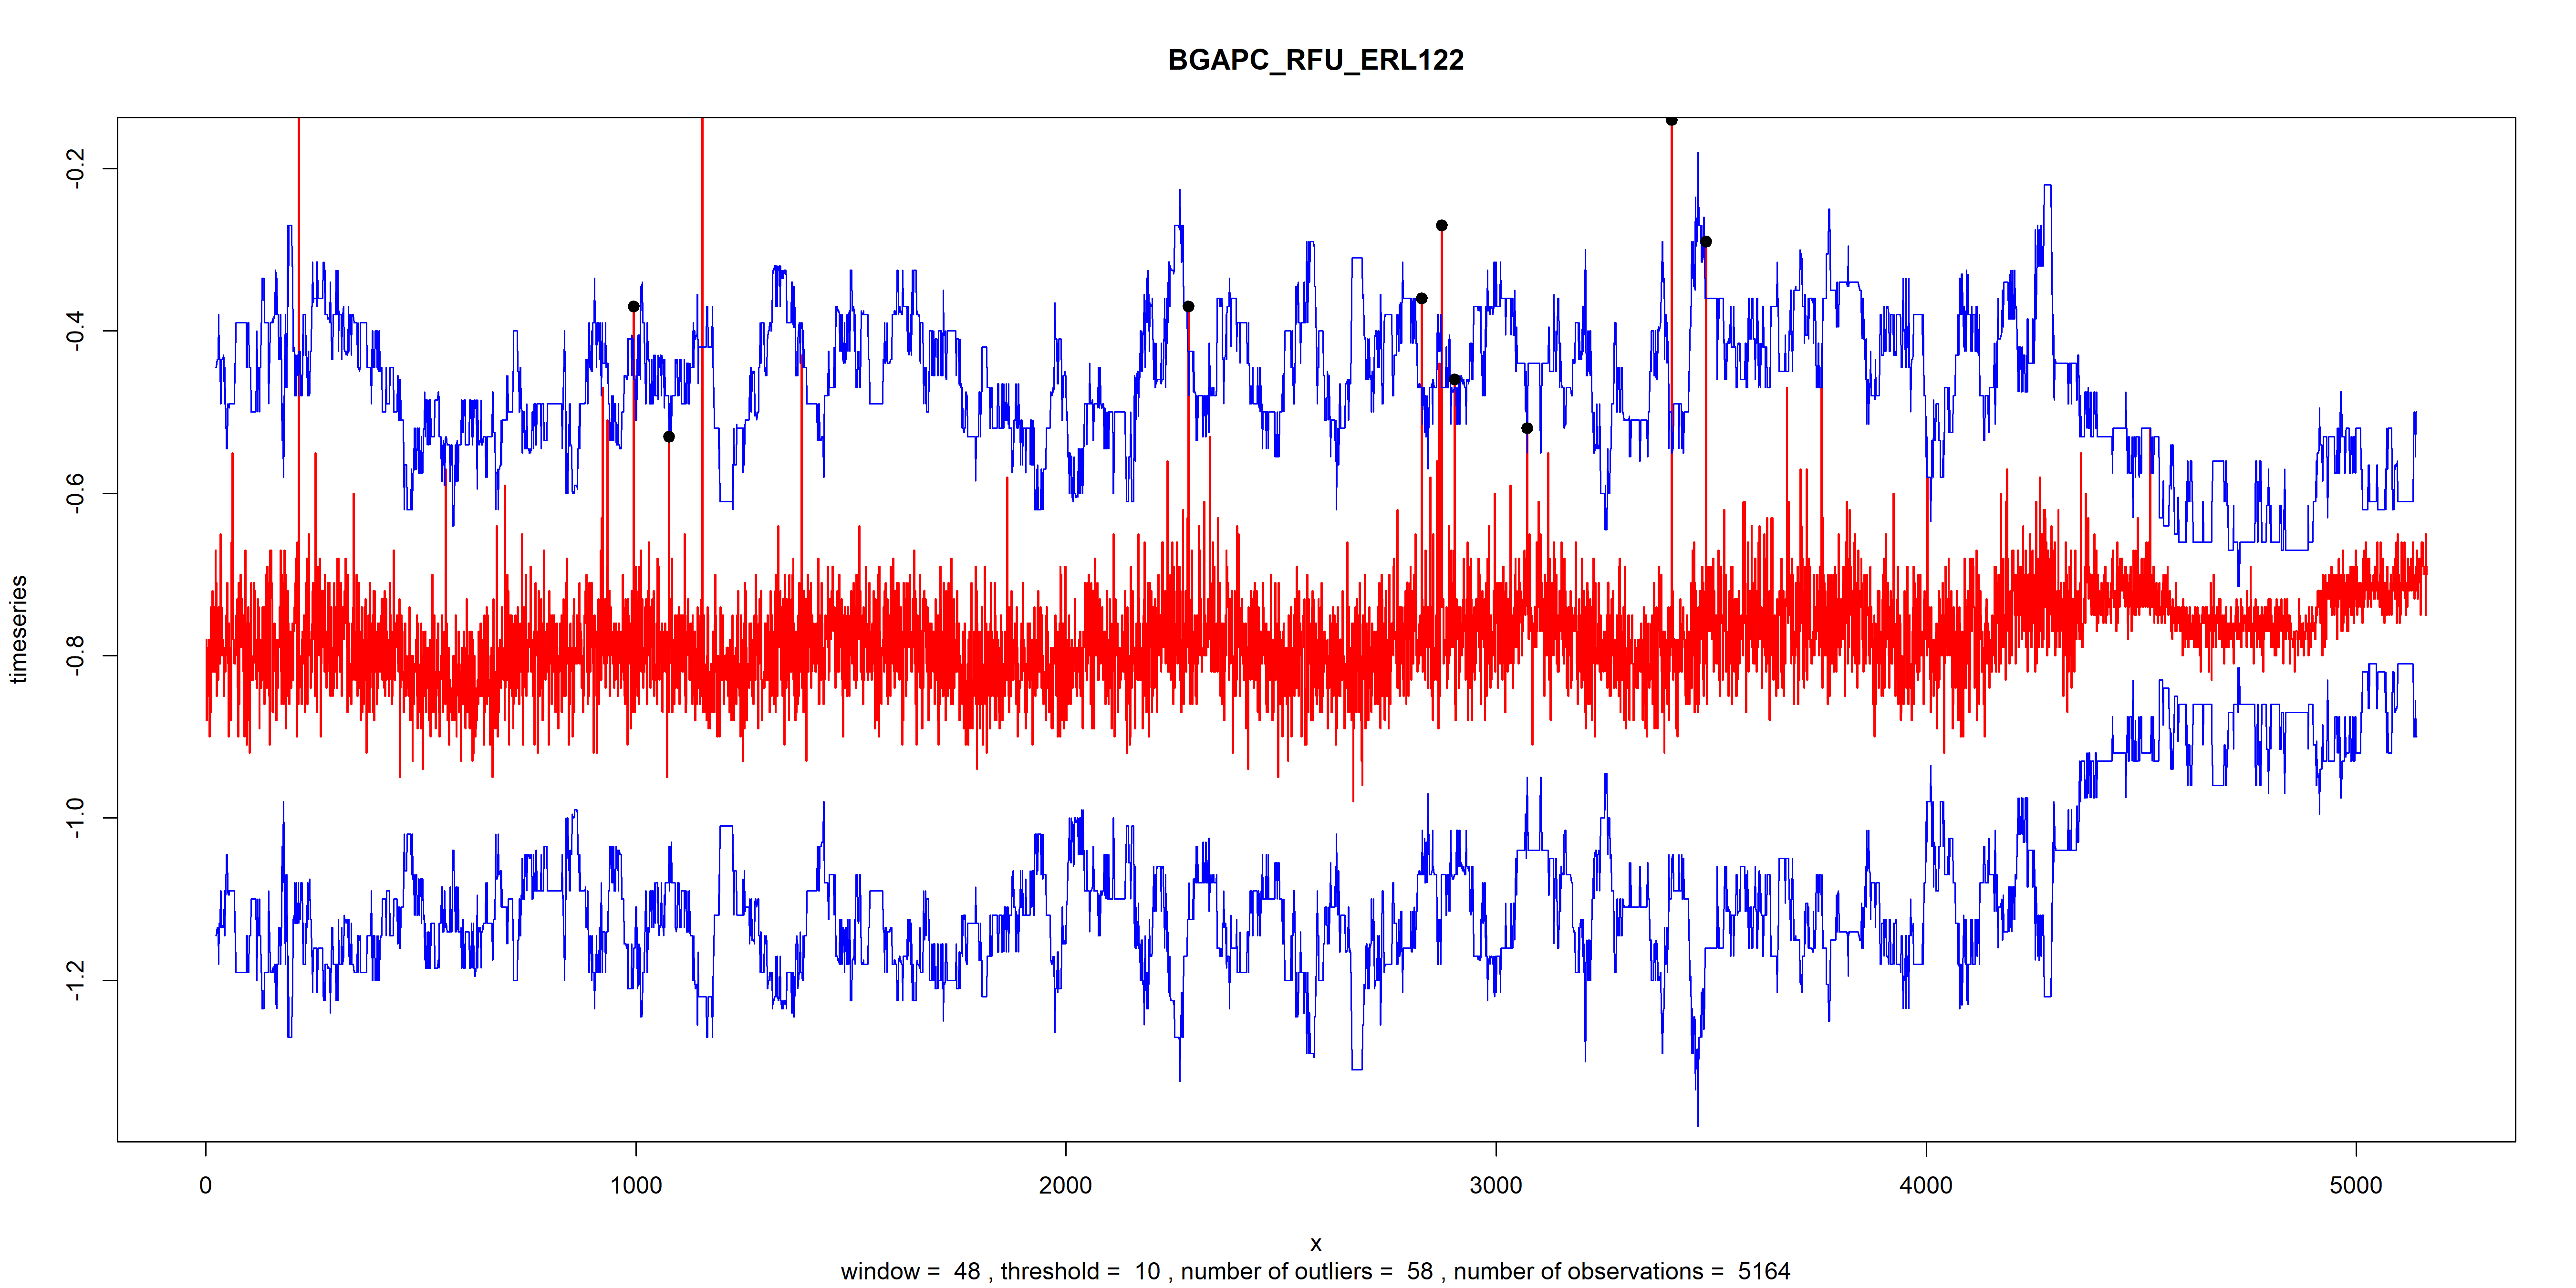 BGAPC_RFU_ERL122
timeseries
-0.2
-0.4
-0.6
-0.8
-1.0
-1.2
0 1000 2000 3000 4000 5000
x
window =  48 , threshold =  10 , number of outliers =  58 , number of observations =  5164